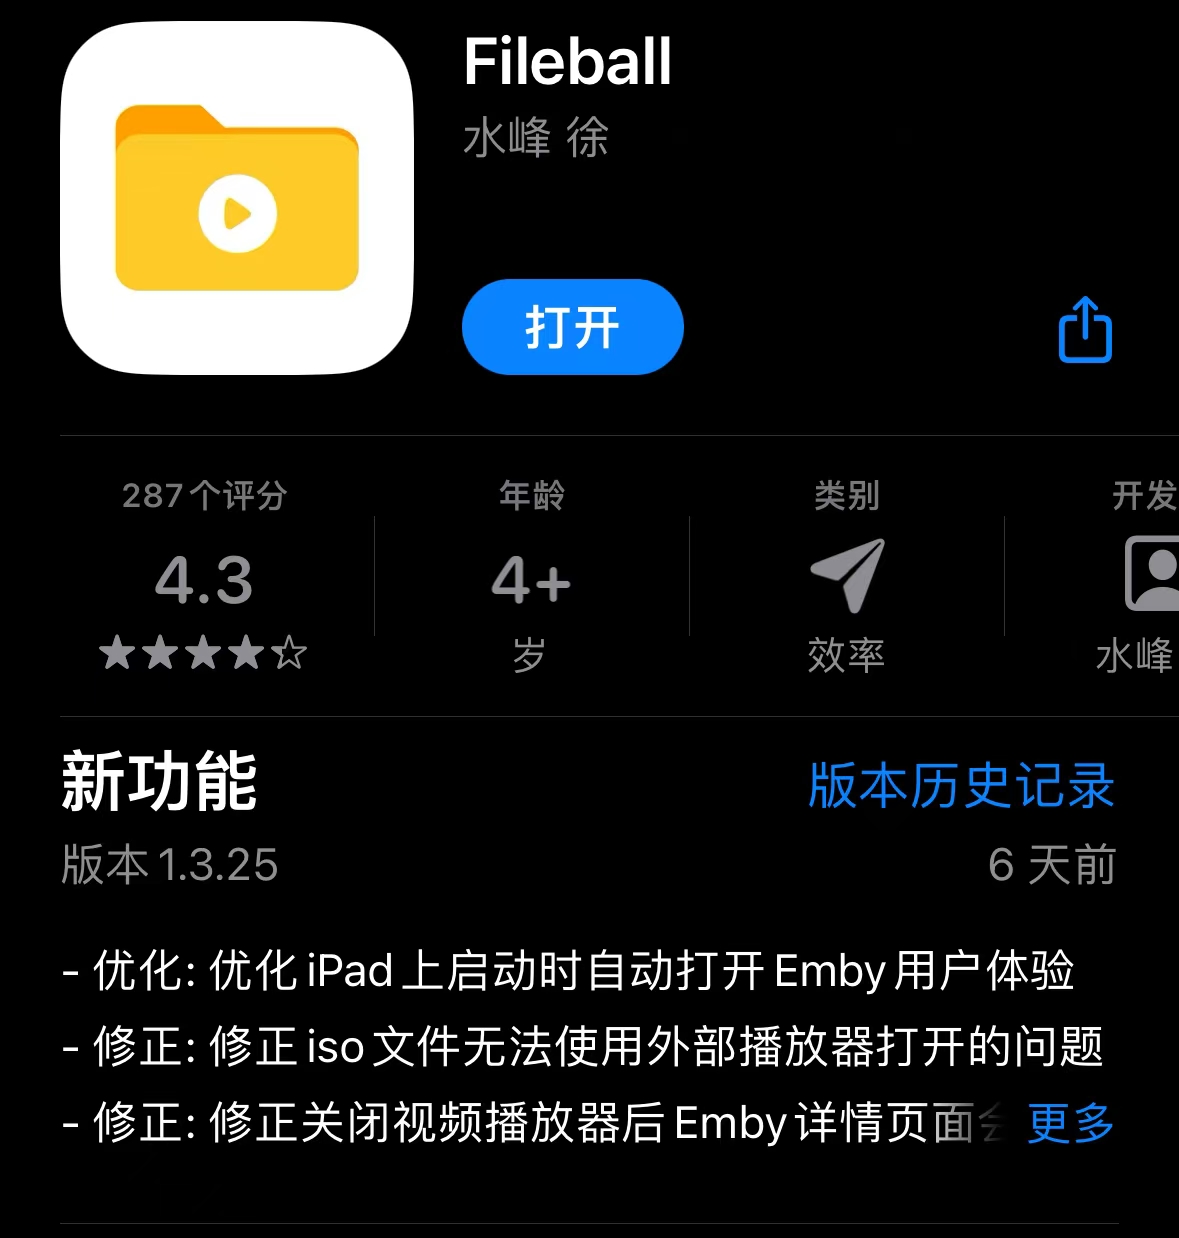 Fileball
水峰 徐
打开
287个评分
年龄
类别
开发
4.3
4+
岁
效率
水峰
新功能
版本历史记录
版本 1.3.25
6 天前
- 优化: 优化 iPad 上启动时自动打开 Emby 用户体验
- 修正: 修正 iso 文件无法使用外部播放器打开的问题
- 修正: 修正关闭视频播放器后 Emby 详情页面会 更多